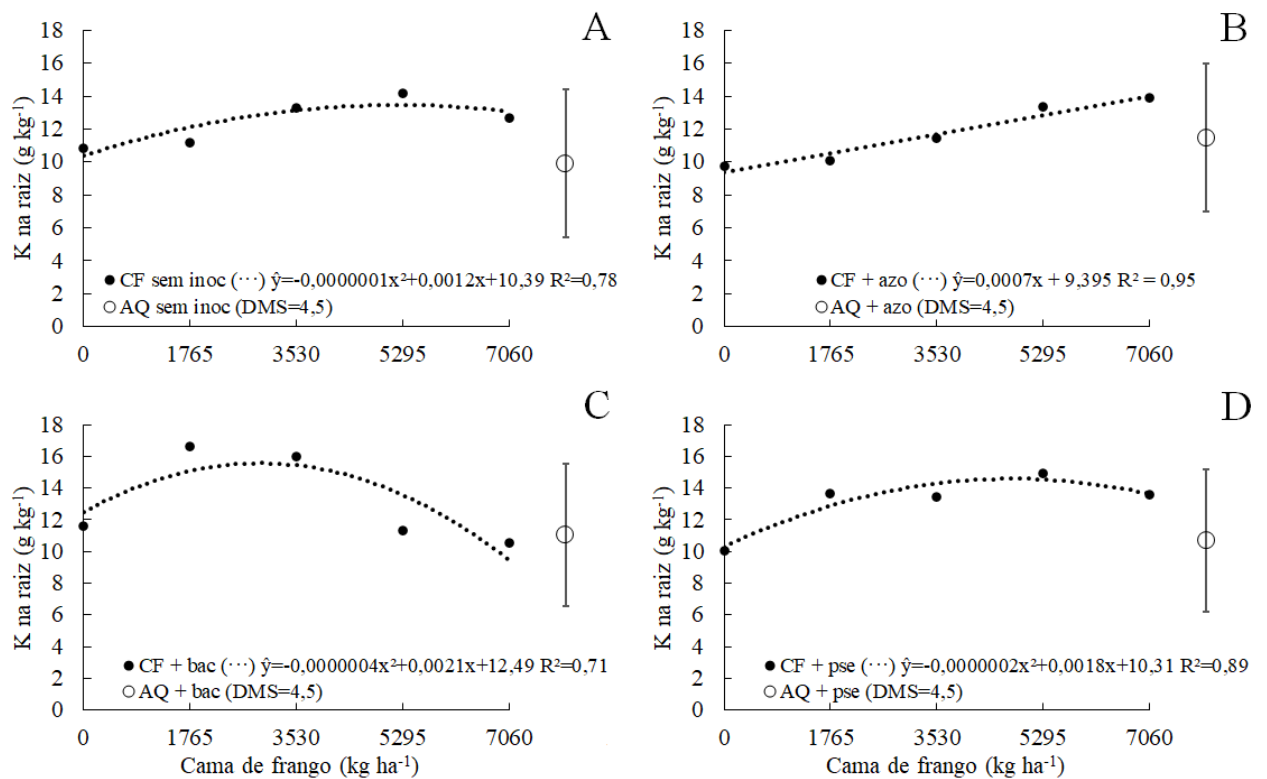 A
K na raiz (g kg⁻¹)
18
16
14
12
10
8
6
4
2
0
CF sem inoc (···) ŷ=-0,0000001x²+0,0012x+10,39 R²=0,78
AQ sem inoc (DMS=4,5)
0 1765 3530 5295 7060
B
K na raiz (g kg⁻¹)
18
16
14
12
10
8
6
4
2
0
CF + azo (···) ŷ=0,0007x + 9,395 R² = 0,95
AQ + azo (DMS=4,5)
0 1765 3530 5295 7060
C
K na raiz (g kg⁻¹)
18
16
14
12
10
8
6
4
2
0
CF + bac (···) ŷ=-0,0000004x²+0,0021x+12,49 R²=0,71
AQ + bac (DMS=4,5)
0 1765 3530 5295 7060
Cama de frango (kg ha⁻¹)
D
K na raiz (g kg⁻¹)
18
16
14
12
10
8
6
4
2
0
CF + pse (···) ŷ=-0,0000002x²+0,0018x+10,31 R²=0,89
AQ + pse (DMS=4,5)
0 1765 3530 5295 7060
Cama de frango (kg ha⁻¹)